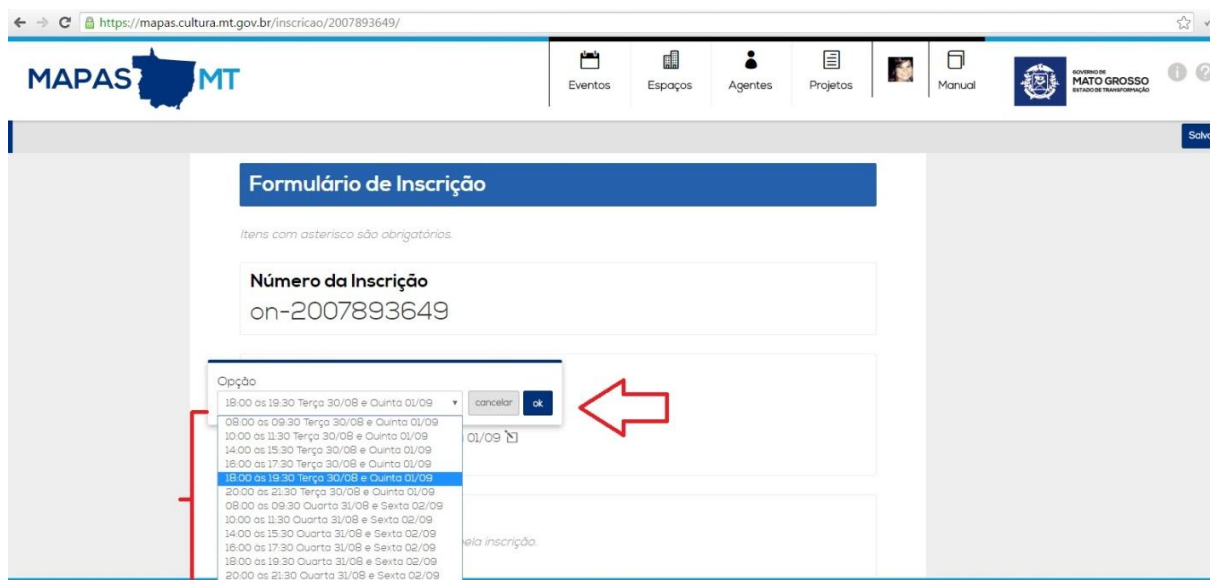 https://mapas.cultura.mt.gov.br/inscricao/2007893649/
MAPAS MT
Eventos
Espaços
Agentes
Projetos
Manual
GOVERNO DE
MATO GROSSO
ESTADO DE TRANSFORMAÇÃO
Formulário de Inscrição
Itens com asterisco são obrigatórios.
Número da Inscrição
on-2007893649
Opção
18:00 às 19:30 Terça 30/08 e Quinta 01/09
cancelar
ok
01/09
08:00 às 09:30 Terça 30/08 e Quinta 01/09
10:00 às 11:30 Terça 30/08 e Quinta 01/09
14:00 às 15:30 Terça 30/08 e Quinta 01/09
16:00 às 17:30 Terça 30/08 e Quinta 01/09
18:00 às 19:30 Terça 30/08 e Quinta 01/09
20:00 às 21:30 Terça 30/08 e Quinta 01/09
08:00 às 09:30 Quarta 31/08 e Sexta 02/09
10:00 às 11:30 Quarta 31/08 e Sexta 02/09
14:00 às 15:30 Quarta 31/08 e Sexta 02/09
16:00 às 17:30 Quarta 31/08 e Sexta 02/09
18:00 às 19:30 Quarta 31/08 e Sexta 02/09
20:00 às 21:30 Quarta 31/08 e Sexta 02/09
pela inscrição.